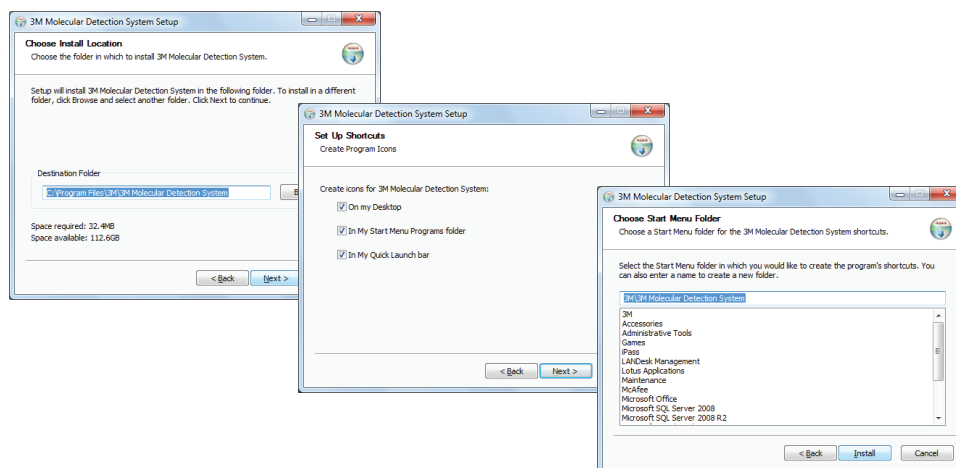 3M Molecular Detection System Setup
Choose Install Location
Choose the folder in which to install 3M Molecular Detection System.
Setup will install 3M Molecular Detection System in the following folder. To install in a different
folder, click Browse and select another folder. Click Next to continue.
Destination Folder
C:\Program Files\3M\3M Molecular Detection System
B
Space required: 32.4MB
Space available: 112.6GB
< Back
Next >
3M Molecular Detection System Setup
Set Up Shortcuts
Create Program Icons
Create icons for 3M Molecular Detection System:
On my Desktop
In My Start Menu Programs folder
In My Quick Launch bar
< Back
Next >
3M Molecular Detection System Setup
Choose Start Menu Folder
Choose a Start Menu folder for the 3M Molecular Detection System shortcuts.
Select the Start Menu folder in which you would like to create the program's shortcuts. You
can also enter a name to create a new folder.
3M\3M Molecular Detection System
3M
Accessories
Administrative Tools
Games
iPass
LANDesk Management
Lotus Applications
Maintenance
McAfee
Microsoft Office
Microsoft SQL Server 2008
Microsoft SQL Server 2008 R2
< Back
Install
Cancel